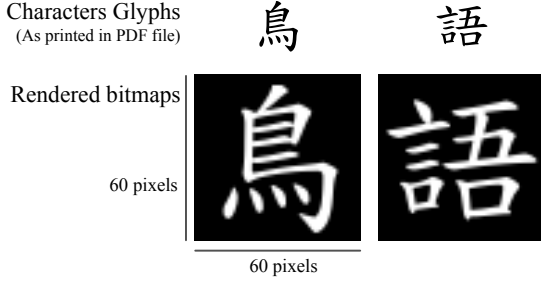 Characters Glyphs 鳥 語
(As printed in PDF file)
Rendered bitmaps 鳥 語
60 pixels
60 pixels